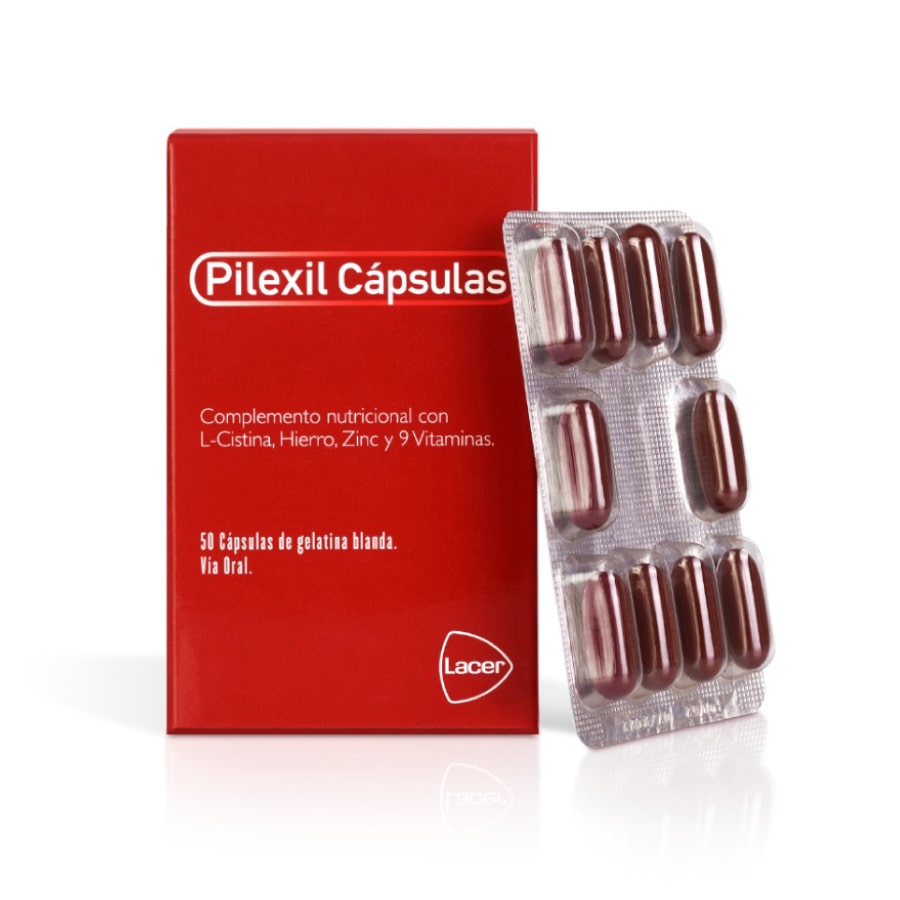 Pilexil Cápsulas
Complemento nutricional con
L-Cistina, Hierro, Zinc y 9 Vitaminas.
50 Cápsulas de gelatina blanda.
Vía Oral.
Lacer